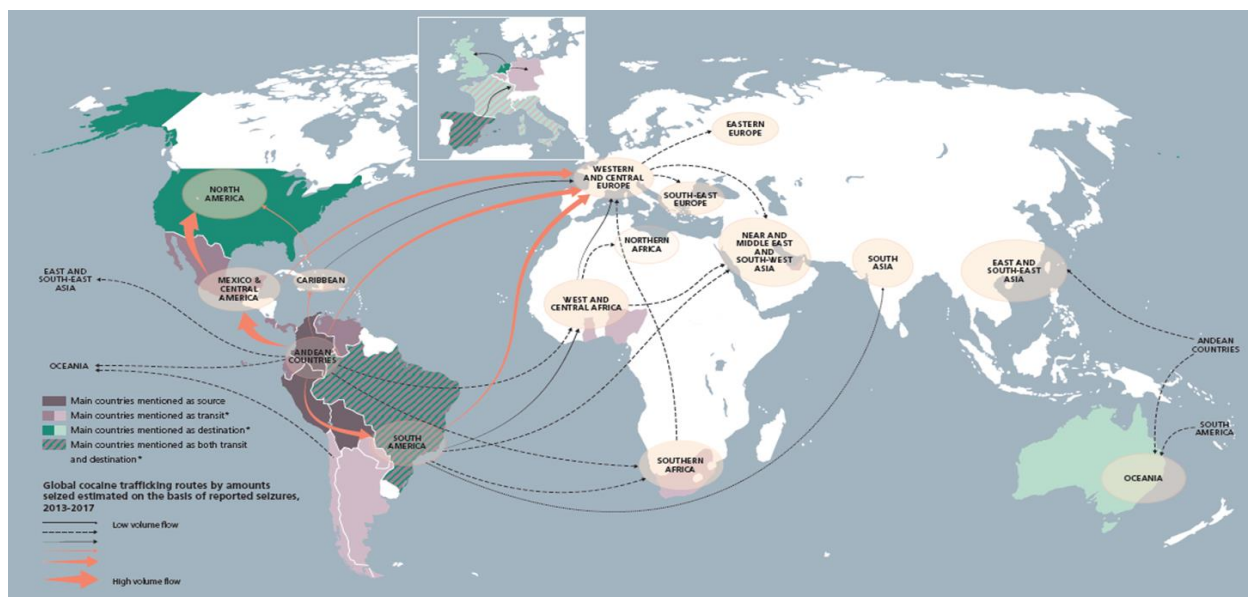 EASTERN
EUROPE
WESTERN
AND CENTRAL
EUROPE
NORTH
AMERICA
SOUTH-EAST
EUROPE
NORTHERN
AFRICA
NEAR AND
MIDDLE EAST
AND
SOUTH-WEST
ASIA
SOUTH
ASIA
EAST AND
SOUTH-EAST
ASIA
EAST AND
SOUTH-EAST
ASIA
MEXICO &
CENTRAL
AMERICA
CARIBBEAN
WEST AND
CENTRAL AFRICA
ANDEAN
COUNTRIES
ANDEAN
COUNTRIES
OCEANIA
SOUTH
AMERICA
SOUTH
AMERICA
SOUTHERN
AFRICA
OCEANIA
Main countries mentioned as source
Main countries mentioned as transit*
Main countries mentioned as destination*
Main countries mentioned as both transit
and destination*
Global cocaine trafficking routes by amounts
seized estimated on the basis of reported seizures,
2013-2017
Low volume flow
High volume flow